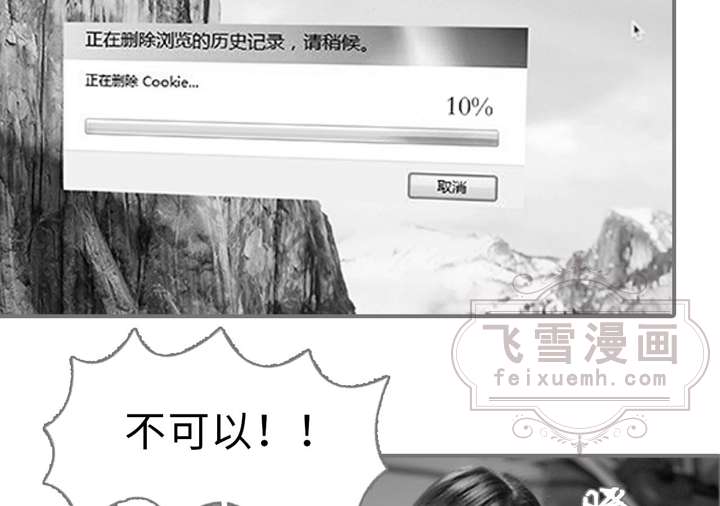 正在删除浏览的历史记录，请稍候。
正在删除 Cookie...
10%
取消
飞雪漫画
feixuemh.com
不可以！！